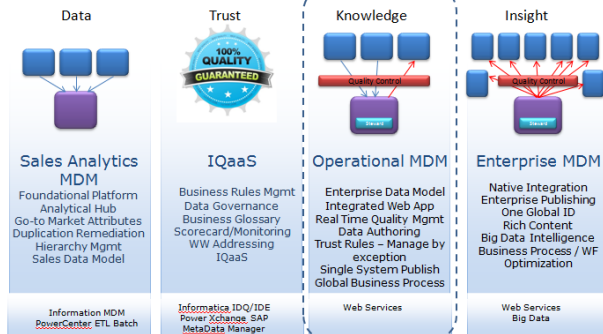 Data
Trust
Knowledge
Insight
100%
QUALITY
GUARANTEED
Quality Control
Steward
Quality Control
Steward
Sales Analytics
MDM
Foundational Platform
Analytical Hub
Go-to Market Attributes
Duplication Remediation
Hierarchy Mgmt
Sales Data Model
IQaaS
Business Rules Mgmt
Data Governance
Business Glossary
Scorecard/Monitoring
WW Addressing
IQaaS
Operational MDM
Enterprise Data Model
Integrated Web App
Real Time Quality Mgmt
Data Authoring
Trust Rules – Manage by
exception
Single System Publish
Global Business Process
Enterprise MDM
Native Integration
Enterprise Publishing
One Global ID
Rich Content
Big Data Intelligence
Business Process / WF
Optimization
Information MDM
PowerCenter ETL Batch
Informatica IDQ/IDE
Power Xchange SAP
MetaData Manager
Web Services
Web Services
Big Data